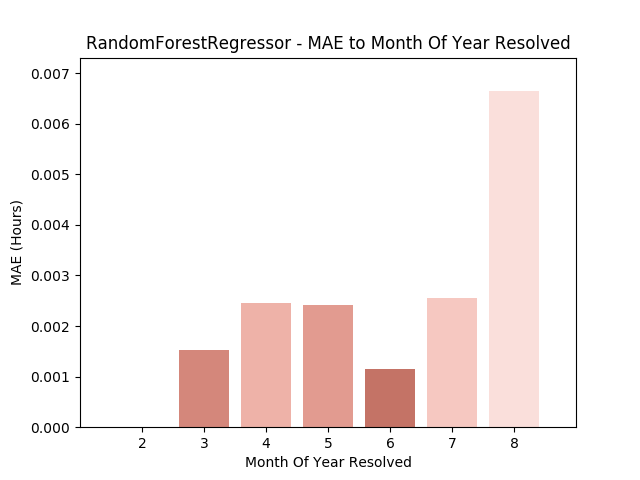 RandomForestRegressor - MAE to Month Of Year Resolved
0.007
0.006
0.005
0.004
0.003
0.002
0.001
0.000
MAE (Hours)
2 3 4 5 6 7 8
Month Of Year Resolved